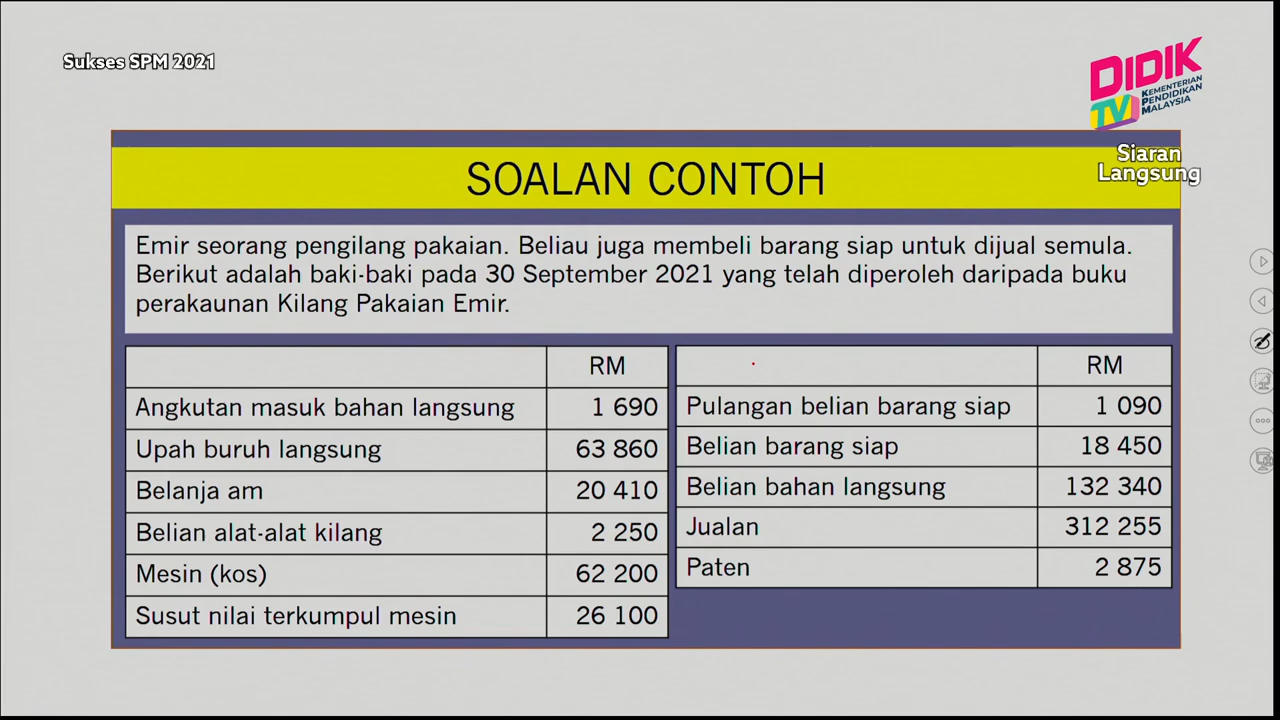 Sukses SPM 2021
DIDIK
TV
KEMENTERIAN
PENDIDIKAN
MALAYSIA
Siaran
Langsung
SOALAN CONTOH
Emir seorang pengilang pakaian. Beliau juga membeli barang siap untuk dijual semula.
Berikut adalah baki-baki pada 30 September 2021 yang telah diperoleh daripada buku
perakaunan Kilang Pakaian Emir.
RM
Angkutan masuk bahan langsung 1 690
Upah buruh langsung 63 860
Belanja am 20 410
Belian alat-alat kilang 2 250
Mesin (kos) 62 200
Susut nilai terkumpul mesin 26 100
RM
Pulangan belian barang siap 1 090
Belian barang siap 18 450
Belian bahan langsung 132 340
Jualan 312 255
Paten 2 875